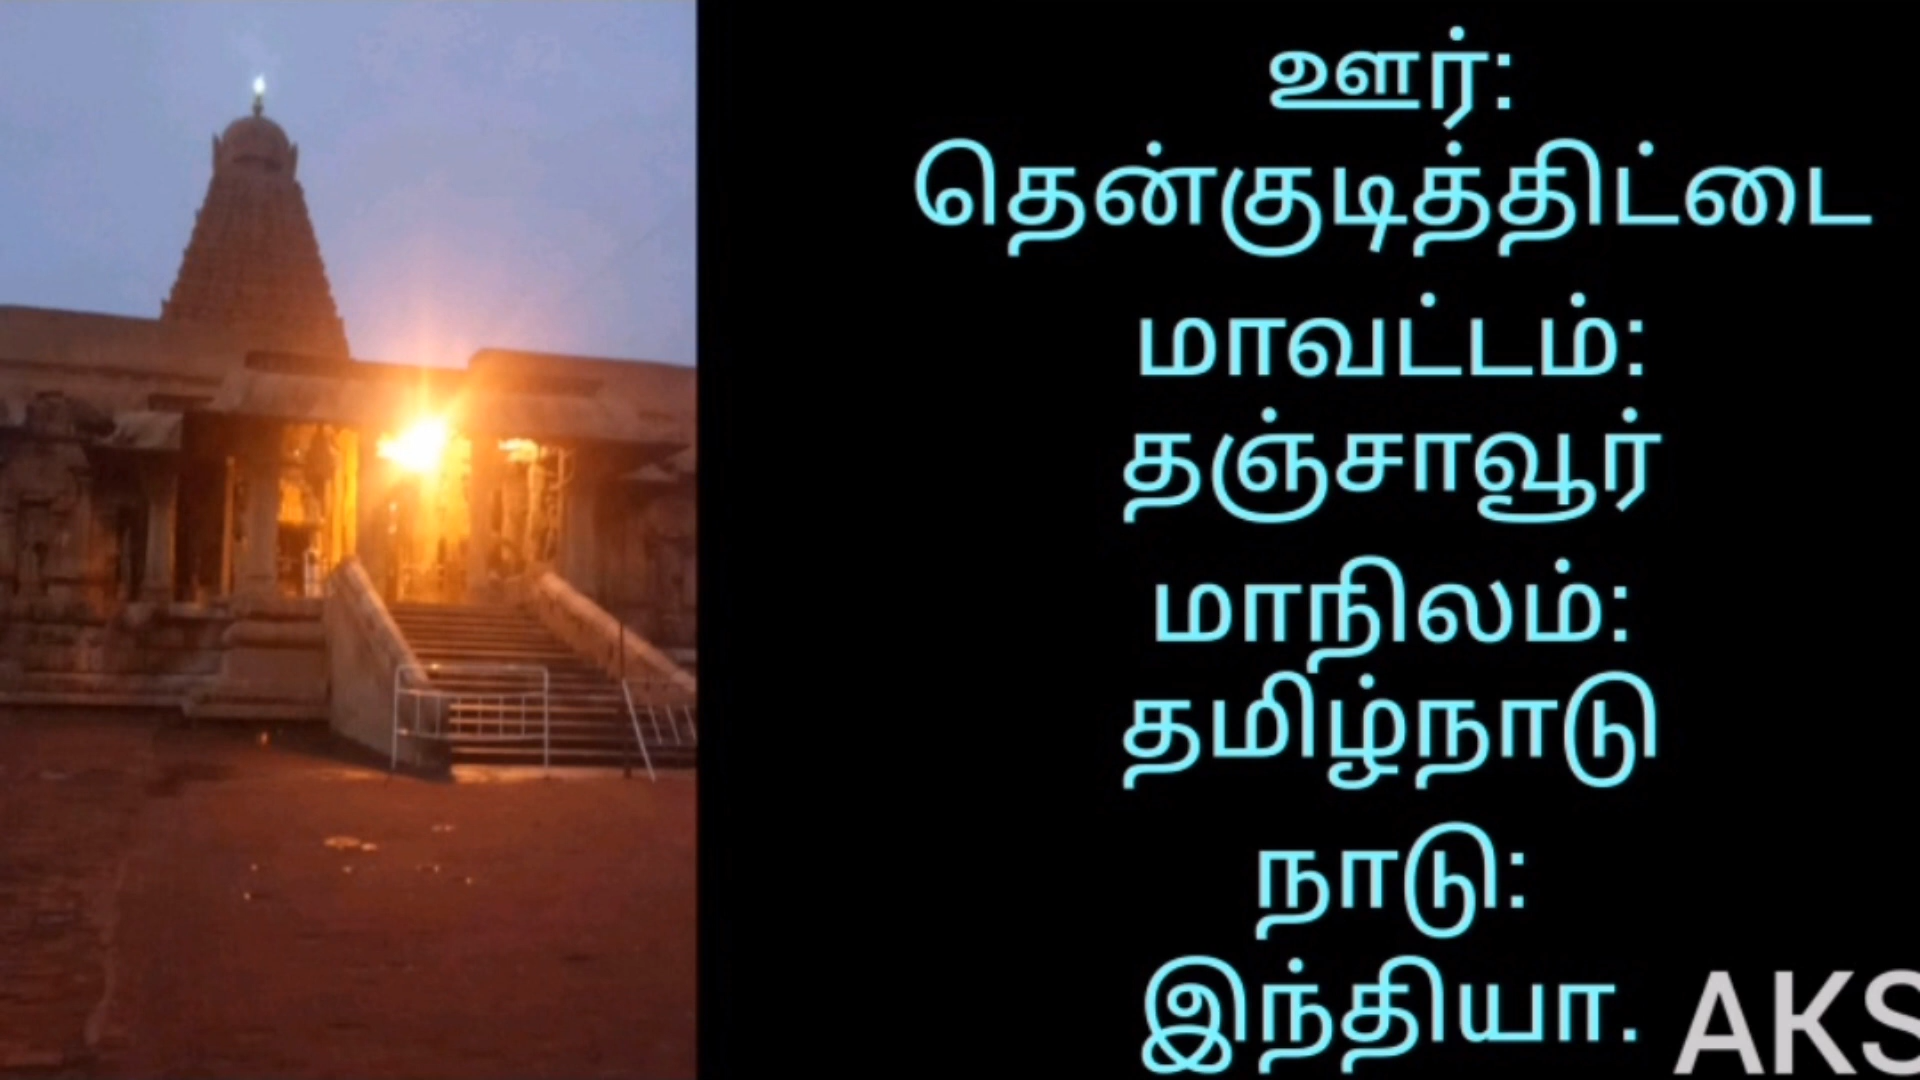 ஊர்:
தென்குடித்திட்டை
மாவட்டம்:
தஞ்சாவூர்
மாநிலம்:
தமிழ்நாடு
நாடு:
இந்தியா.
AKS